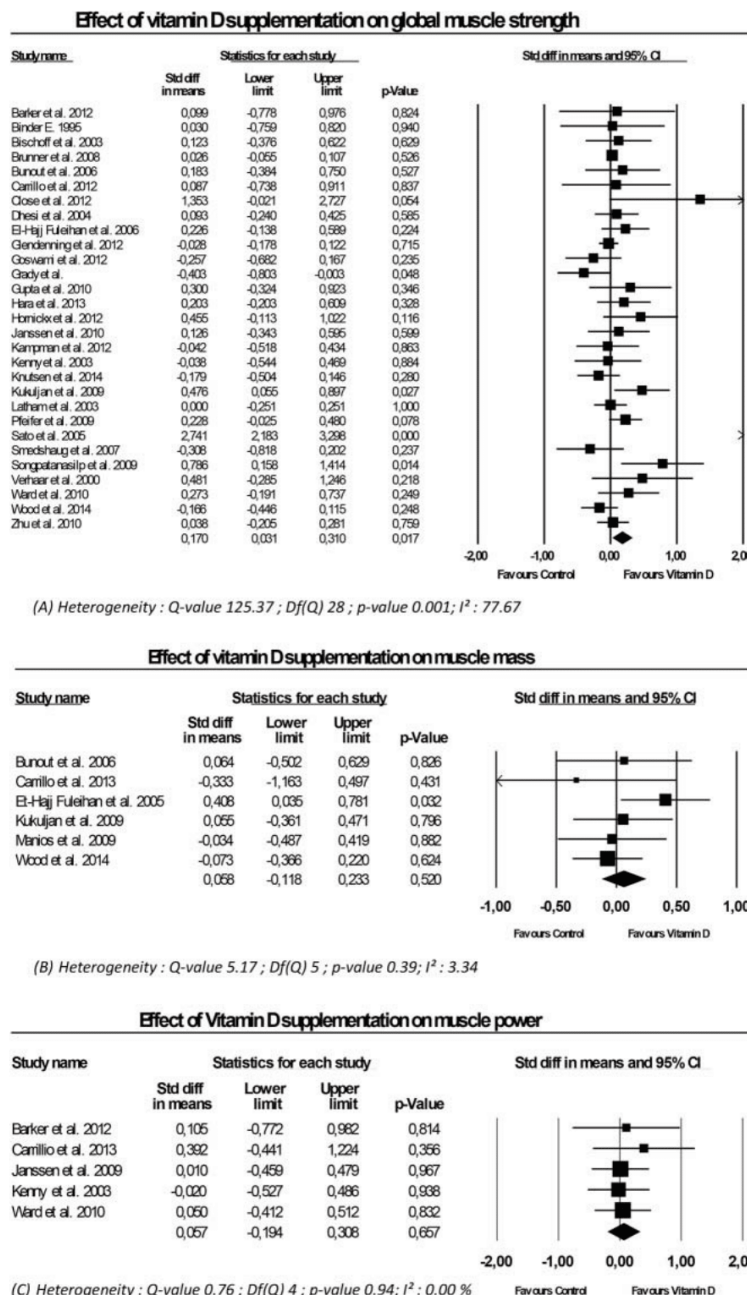 Effect of vitamin D supplementation on global muscle strength
Study name Statistics for each study Std diff in means and 95% CI
Std diff in means Lower limit Upper limit p-Value
Barker et al. 2012 0,099 -0,778 0,976 0,824
Binder E. 1995 0,030 -0,759 0,820 0,940
Bischoff et al. 2003 0,123 -0,376 0,622 0,629
Brunner et al. 2008 0,026 -0,055 0,107 0,526
Bunout et al. 2006 0,183 -0,384 0,750 0,527
Carrillo et al. 2012 0,087 -0,738 0,911 0,837
Close et al. 2012 1,353 -0,021 2,727 0,054
Dhesi et al. 2004 0,093 -0,240 0,425 0,585
El-Hajj Fuleihan et al. 2006 0,226 -0,138 0,589 0,224
Glendenning et al. 2012 -0,028 -0,178 0,122 0,715
Goswami et al. 2012 -0,257 -0,682 0,167 0,235
Grady et al. -0,403 -0,803 -0,003 0,048
Gupta et al. 2010 0,300 -0,324 0,923 0,346
Hara et al. 2013 0,203 -0,203 0,609 0,328
Hornickx et al. 2012 0,455 -0,113 1,022 0,116
Janssen et al. 2010 0,126 -0,343 0,595 0,599
Kampman et al. 2012 -0,042 -0,518 0,434 0,863
Kenny et al. 2003 -0,038 -0,544 0,469 0,884
Knutsen et al. 2014 -0,179 -0,504 0,146 0,280
Kukuljan et al. 2009 0,476 0,055 0,897 0,027
Latham et al. 2003 0,000 -0,251 0,251 1,000
Pfeifer et al. 2009 0,228 -0,025 0,480 0,078
Sato et al. 2005 2,741 2,183 3,298 0,000
Smedshaug et al. 2007 -0,308 -0,818 0,202 0,237
Songpatanasilp et al. 2009 0,786 0,158 1,414 0,014
Verhaar et al. 2000 0,481 -0,285 1,246 0,218
Ward et al. 2010 0,273 -0,191 0,737 0,249
Wood et al. 2014 -0,166 -0,446 0,115 0,248
Zhu et al. 2010 0,038 -0,205 0,281 0,759
0,170 0,031 0,310 0,017
-2,00 -1,00 0,00 1,00 2,0
Favours Control Favours Vitamin D
(A) Heterogeneity : Q-value 125.37 ; Df(Q) 28 ; p-value 0.001; I² : 77.67
Effect of vitamin D supplementation on muscle mass
Study name Statistics for each study Std diff in means and 95% CI
Std diff in means Lower limit Upper limit p-Value
Bunout et al. 2006 0,064 -0,502 0,629 0,826
Carrillo et al. 2013 -0,333 -1,163 0,497 0,431
Et-Hajj Fuleihan et al. 2005 0,408 0,035 0,781 0,032
Kukuljan et al. 2009 0,055 -0,361 0,471 0,796
Manios et al. 2009 -0,034 -0,487 0,419 0,882
Wood et al. 2014 -0,073 -0,366 0,220 0,624
0,058 -0,118 0,233 0,520
-1,00 -0,50 0,00 0,50 1,00
Favours Control Favours Vitamin D
(B) Heterogeneity : Q-value 5.17 ; Df(Q) 5 ; p-value 0.39; I² : 3.34
Effect of Vitamin D supplementation on muscle power
Study name Statistics for each study Std diff in means and 95% CI
Std diff in means Lower limit Upper limit p-Value
Barker et al. 2012 0,105 -0,772 0,982 0,814
Carrillio et al. 2013 0,392 -0,441 1,224 0,356
Janssen et al. 2009 0,010 -0,459 0,479 0,967
Kenny et al. 2003 -0,020 -0,527 0,486 0,938
Ward et al. 2010 0,050 -0,412 0,512 0,832
0,057 -0,194 0,308 0,657
-2,00 -1,00 0,00 1,00 2,0
Favours Control Favours Vitamin D
(C) Heterogeneity : Q-value 0.76 ; Df(Q) 4 ; p-value 0.94; I² : 0.00 %